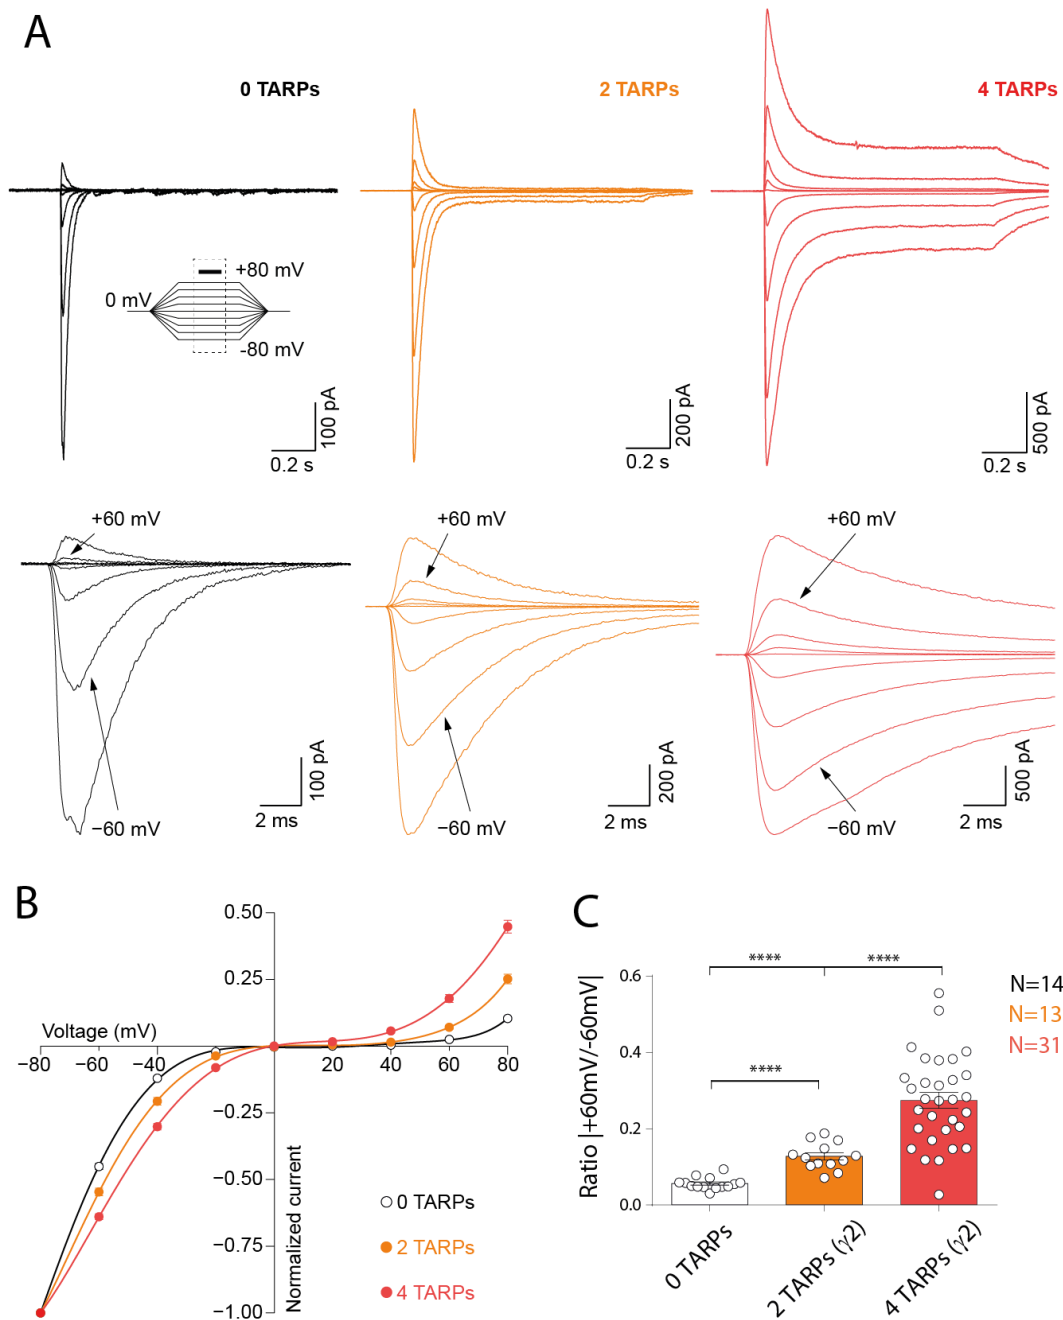 A
0 TARPs
2 TARPs
4 TARPs
+80 mV
0 mV
-80 mV
100 pA
0.2 s
200 pA
0.2 s
500 pA
0.2 s
+60 mV
+60 mV
+60 mV
−60 mV
−60 mV
−60 mV
100 pA
2 ms
200 pA
2 ms
500 pA
2 ms
B
0.50
0.25
Voltage (mV)
−80
−60
−40
20
40
60
80
−0.25
−0.50
−0.75
−1.00
Normalized current
0 TARPs
2 TARPs
4 TARPs
C
Ratio |+60mV/-60mV|
0.6
0.4
0.2
0.0
****
****
****
N=14
N=13
N=31
0 TARPs
2 TARPs (γ2)
4 TARPs (γ2)